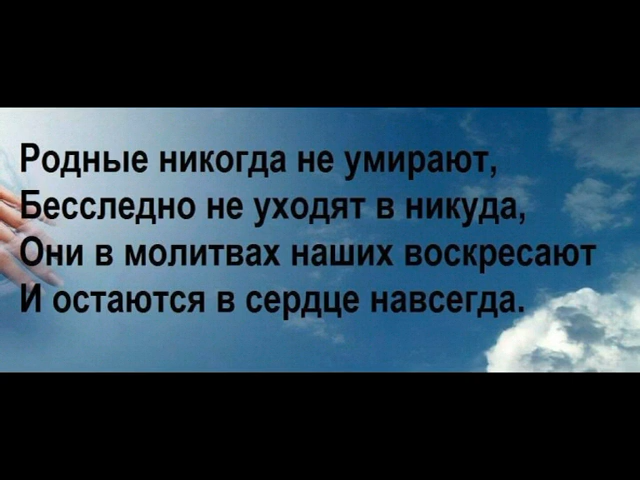 Родные никогда не умирают,
Бесследно не уходят в никуда,
Они в молитвах наших воскресают
И остаются в сердце навсегда.